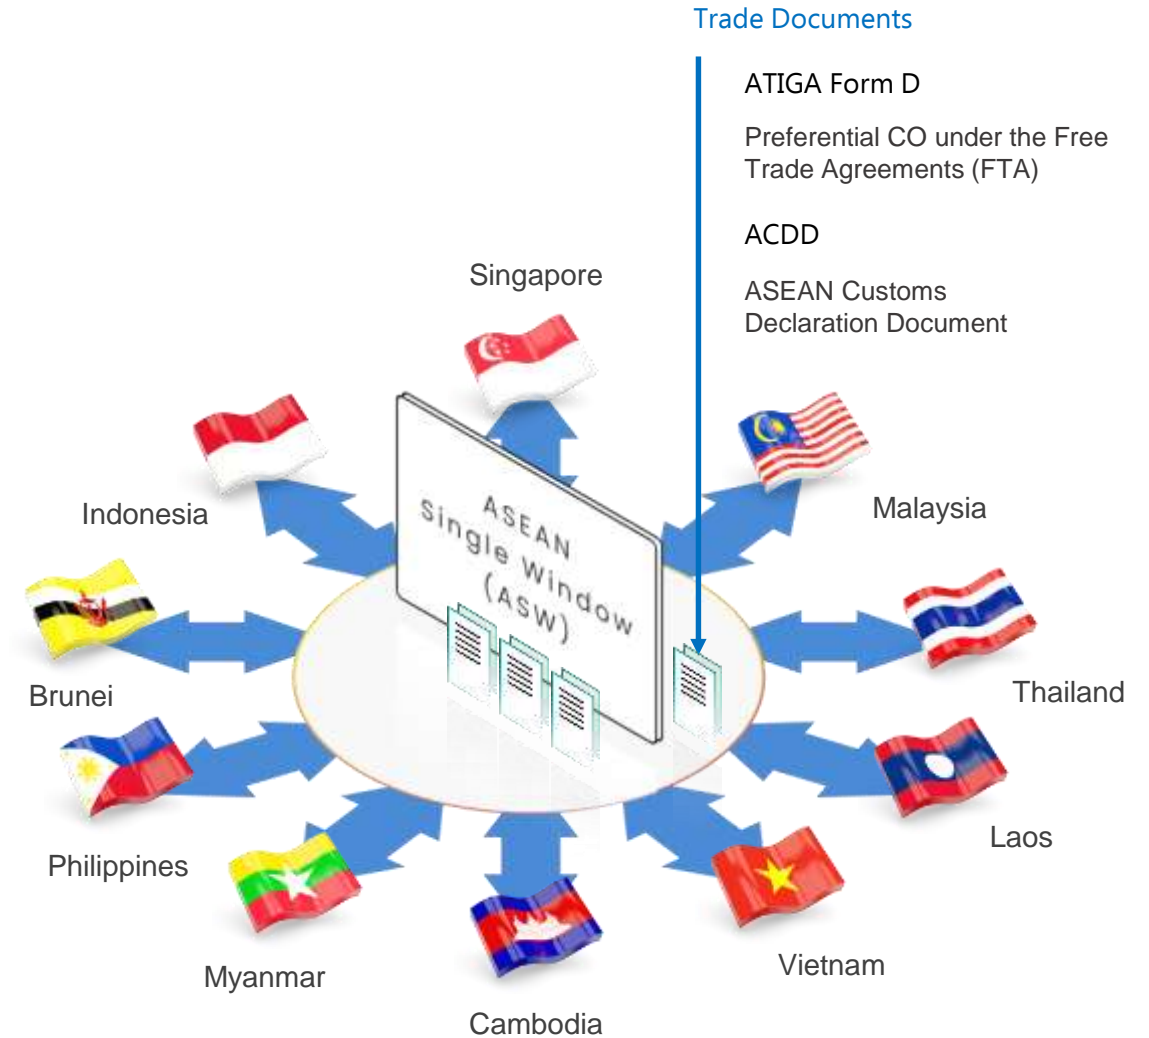 Trade Documents
ATIGA Form D
Preferential CO under the Free
Trade Agreements (FTA)
ACDD
ASEAN Customs
Declaration Document
Singapore
Indonesia
Malaysia
ASEAN
Single Window
(ASW)
Brunei
Thailand
Philippines
Laos
Myanmar
Vietnam
Cambodia